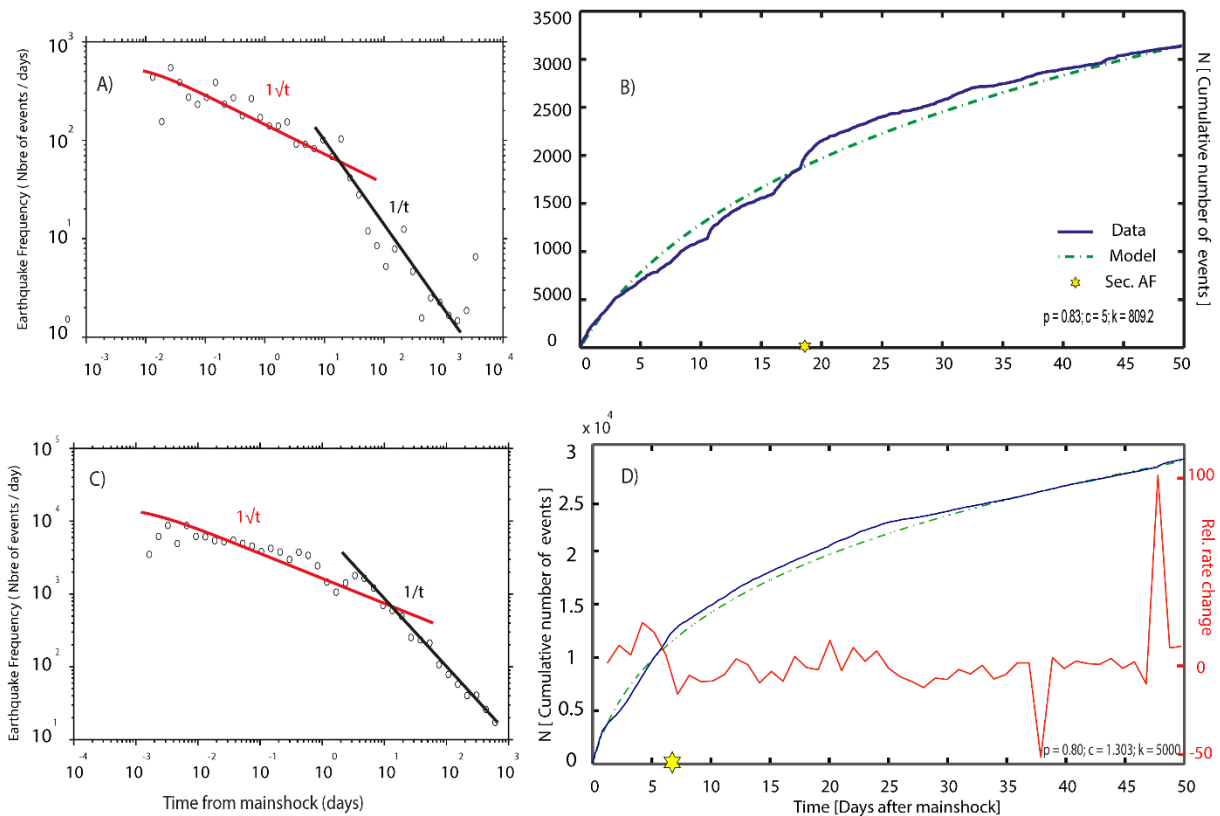 A)
Earthquake Frequency ( Nbre of events / days)
10^3
10^2
10^1
10^0
1√t
1/t
10^-3 10^-2 10^-1 10^0 10^1 10^2 10^3 10^4
B)
3500
3000
2500
2000
1500
1000
5000
0
N [ Cumulative number of events ]
Data
Model
Sec. AF
p = 0.83; c = 5; k = 809.2
0 5 10 15 20 25 30 35 40 45 50
C)
Earthquake Frequency ( Nbre of events / day)
10^5
10^4
10^3
10^2
10^1
1√t
1/t
10^-4 10^-3 10^-2 10^-1 10^0 10^1 10^2 10^3
Time from mainshock (days)
D)
x 10^4
3
2.5
2
1.5
1
0.5
0
N [ Cumulative number of events ]
100
0
-50
Rel. rate change
p = 0.80; c = 1.303; k = 5000
0 5 10 15 20 25 30 35 40 45 50
Time [Days after mainshock]